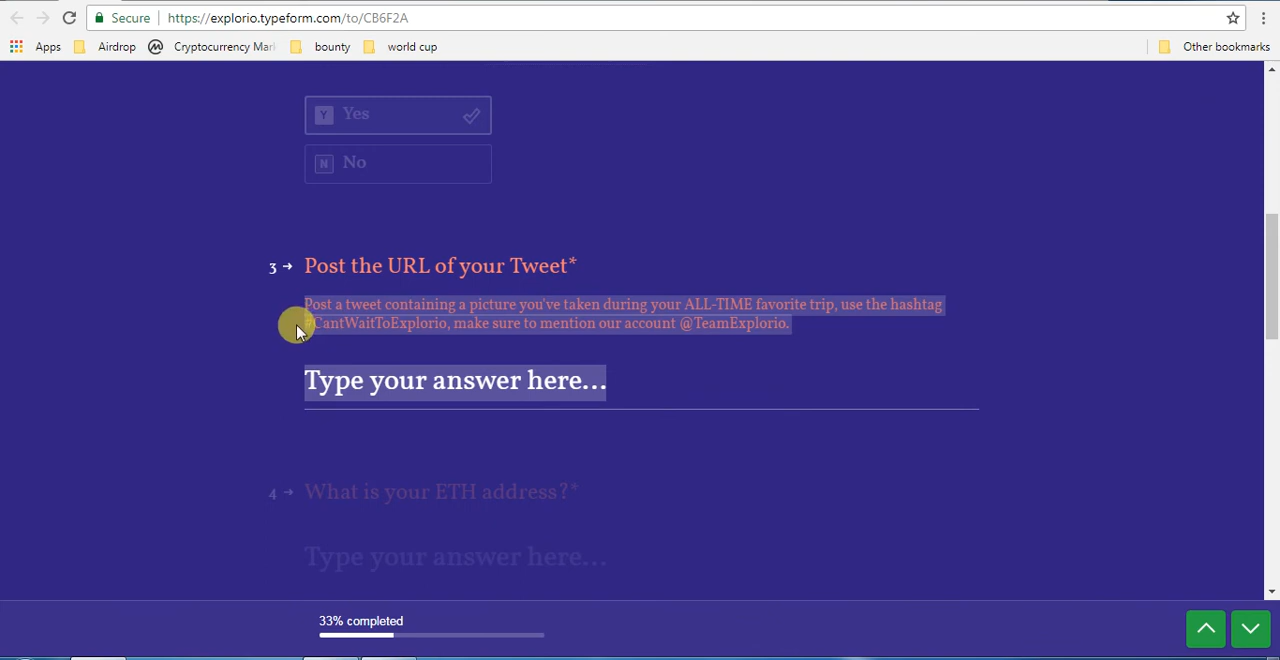 Secure https://explorio.typeform.com/to/CB6F2A
Apps Airdrop Cryptocurrency Mar bounty world cup Other bookmarks
Y Yes
N No
3 → Post the URL of your Tweet*
Post a tweet containing a picture you've taken during your ALL-TIME favorite trip, use the hashtag
#CantWaitToExplorio, make sure to mention our account @TeamExplorio.
Type your answer here...
4 → What is your ETH address?*
Type your answer here...
33% completed